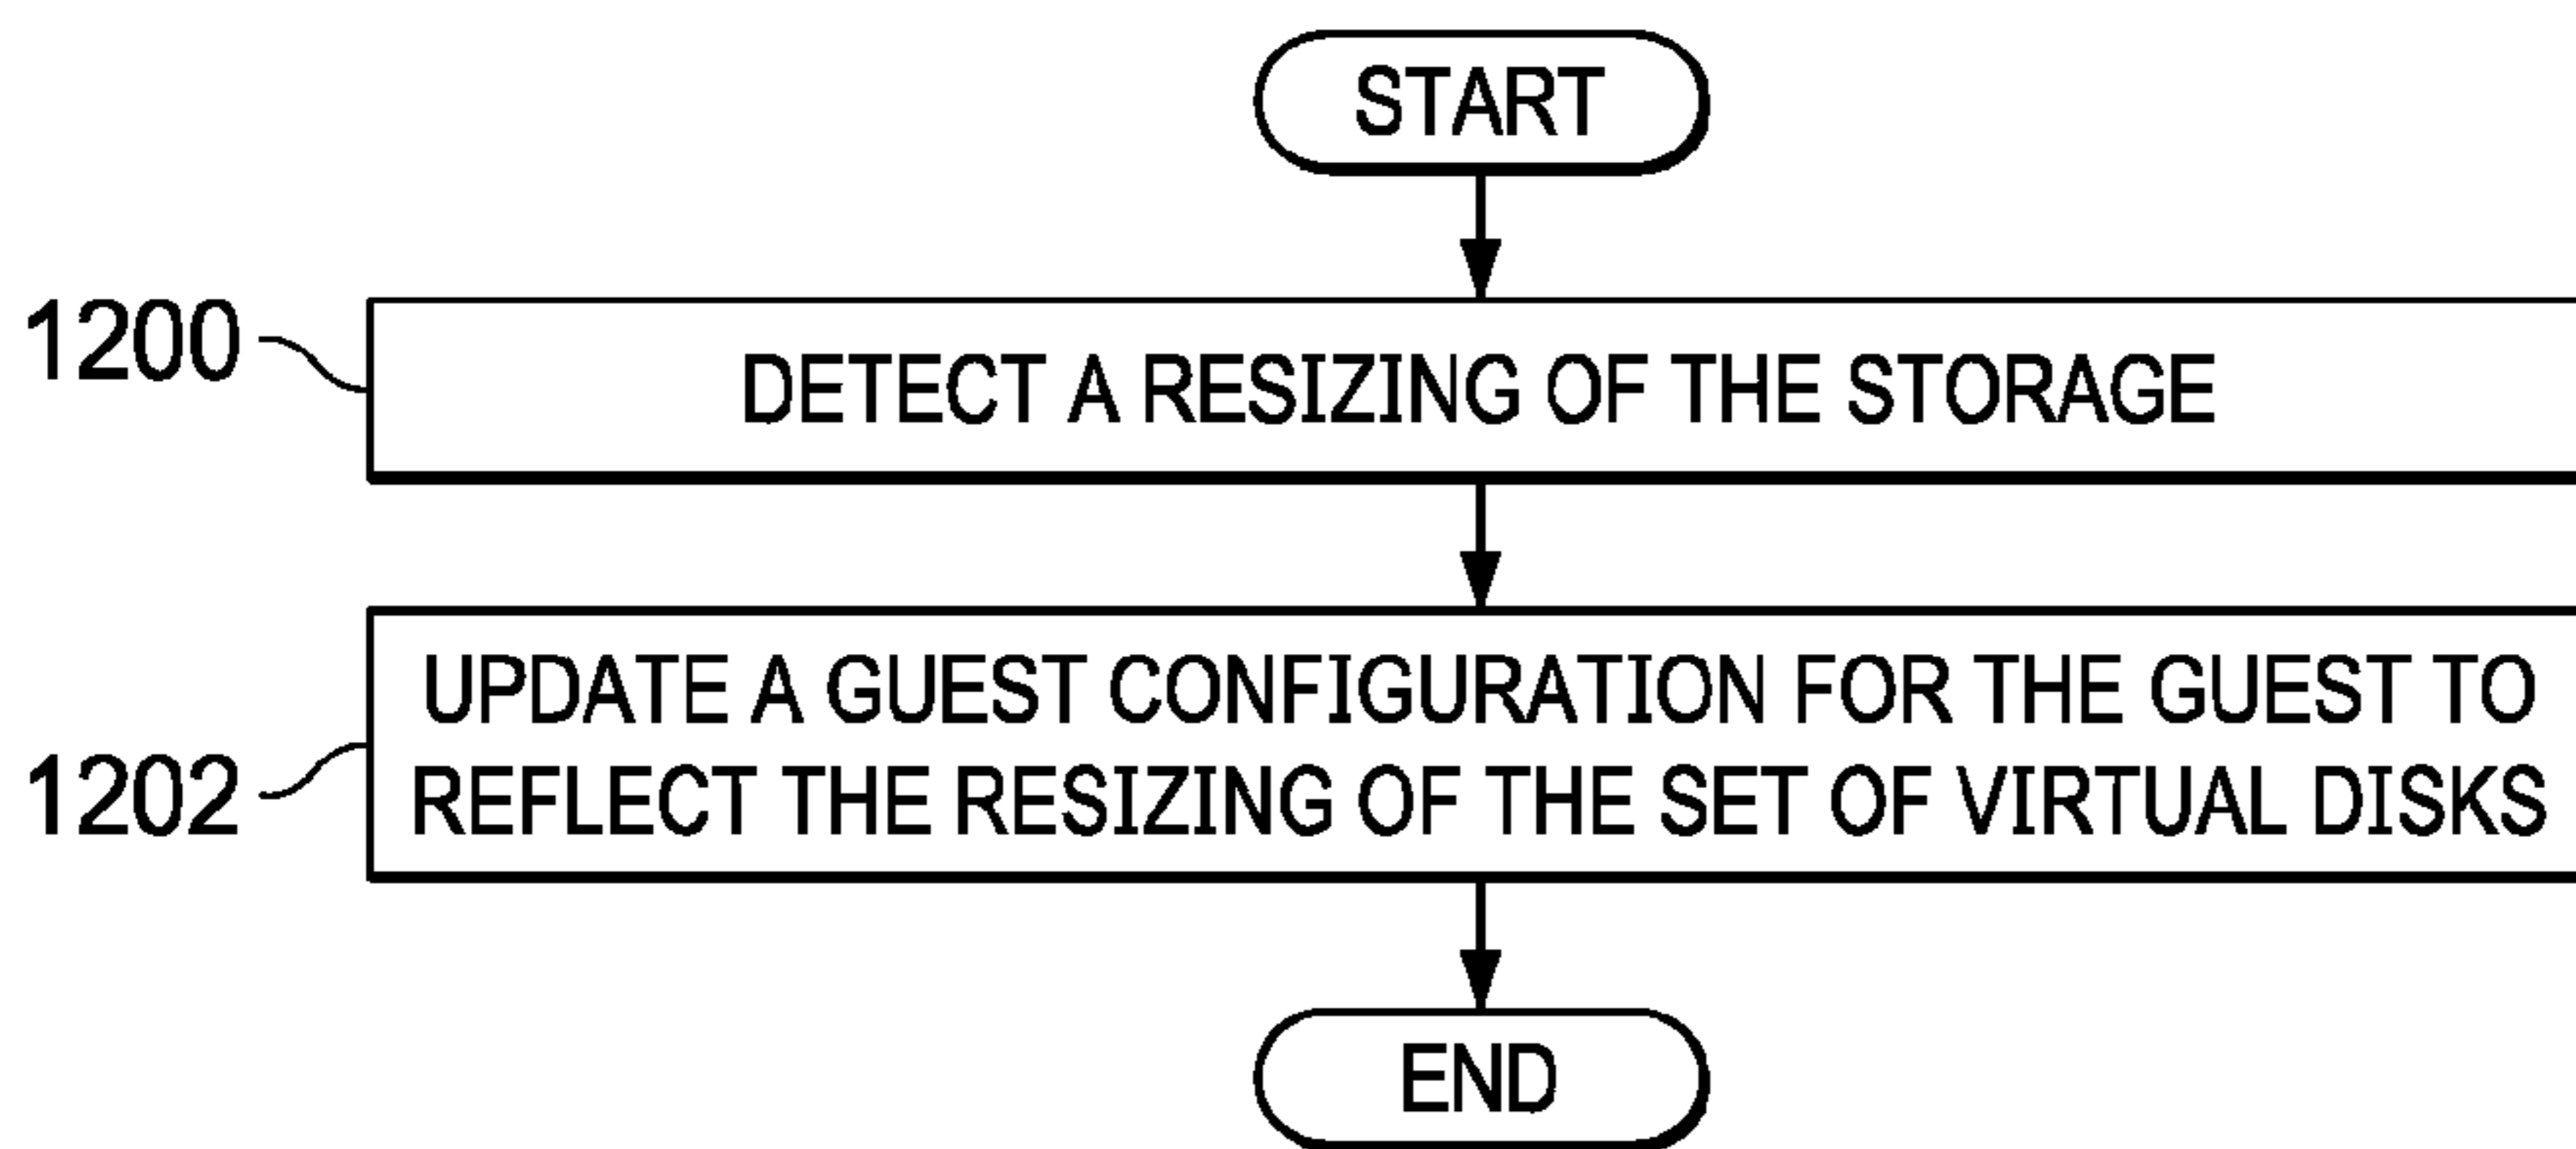 START
1200
DETECT A RESIZING OF THE STORAGE
UPDATE A GUEST CONFIGURATION FOR THE GUEST TO
REFLECT THE RESIZING OF THE SET OF VIRTUAL DISKS
1202
END